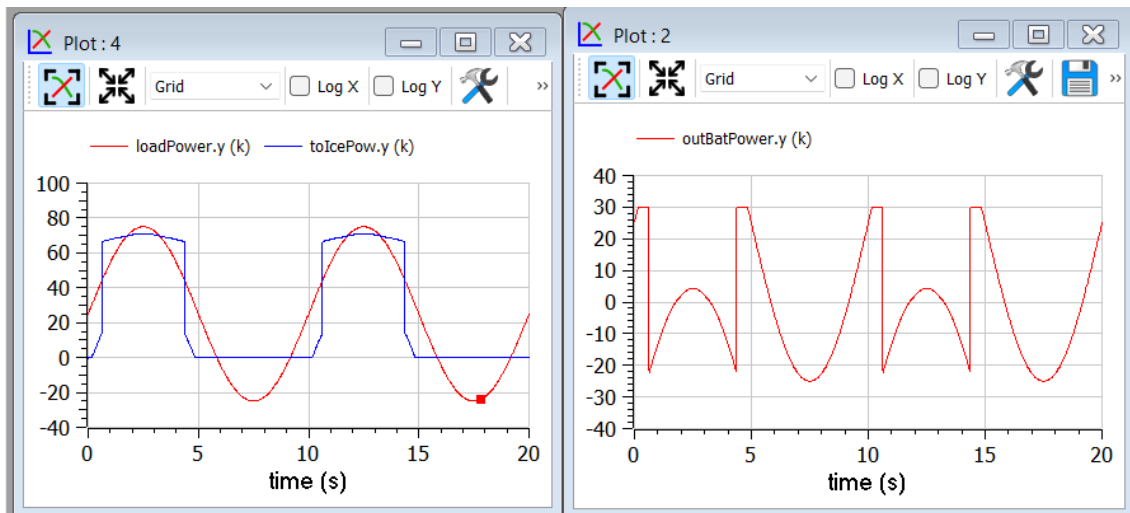 Plot : 4
Grid Log X Log Y »
loadPower.y (k) toIcePow.y (k)
100
80
60
40
20
0
-20
-40
0 5 10 15 20
time (s)
Plot : 2
Grid Log X Log Y »
outBatPower.y (k)
40
30
20
10
0
-10
-20
-30
-40
0 5 10 15 20
time (s)